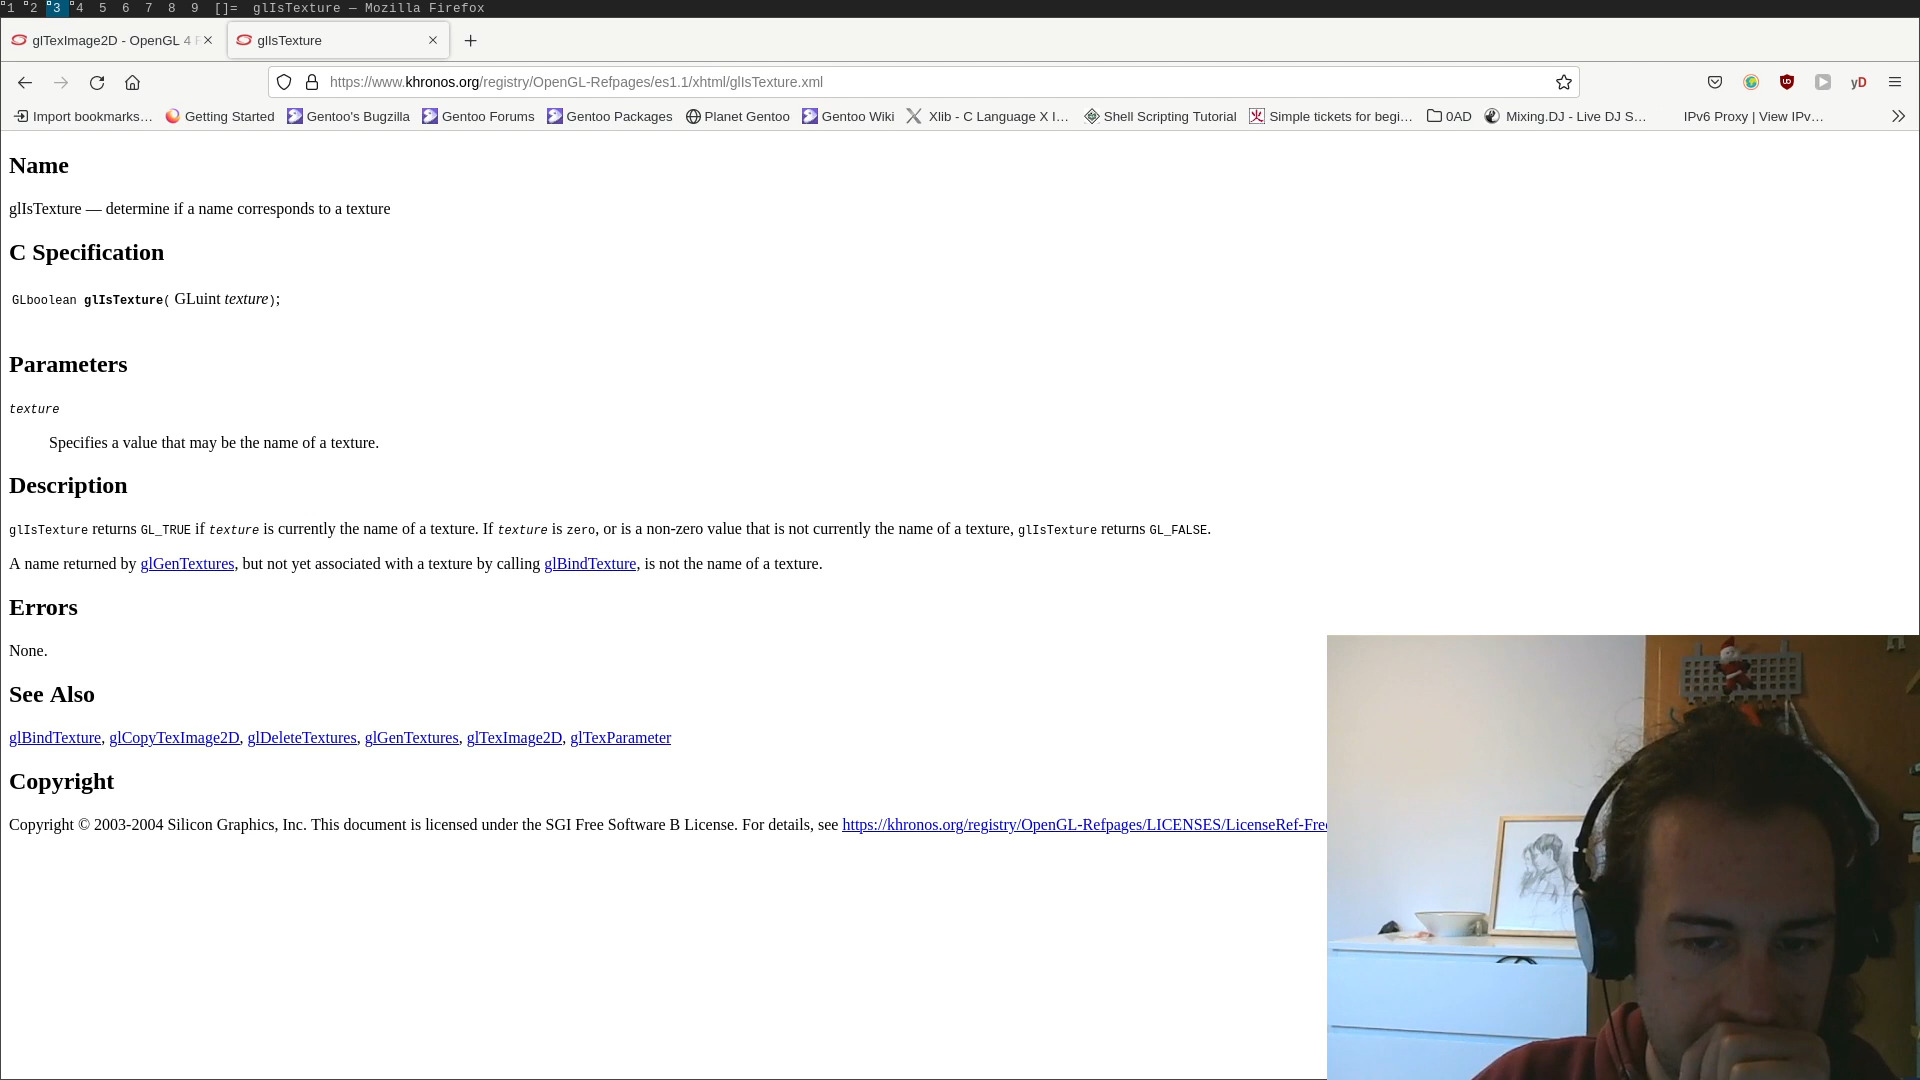 1 2 3 4 5 6 7 8 9 []= glIsTexture — Mozilla Firefox
glTexImage2D - OpenGL 4 glIsTexture
https://www.khronos.org/registry/OpenGL-Refpages/es1.1/xhtml/glIsTexture.xml
yD
Import bookmarks… Getting Started Gentoo's Bugzilla Gentoo Forums Gentoo Packages Planet Gentoo Gentoo Wiki Xlib - C Language X I… Shell Scripting Tutorial Simple tickets for begi… 0AD Mixing.DJ - Live DJ S… IPv6 Proxy | View IPv…
Name
glIsTexture — determine if a name corresponds to a texture
C Specification
GLboolean glIsTexture( GLuint texture);
Parameters
texture
Specifies a value that may be the name of a texture.
Description
glIsTexture returns GL_TRUE if texture is currently the name of a texture. If texture is zero, or is a non-zero value that is not currently the name of a texture, glIsTexture returns GL_FALSE.
A name returned by glGenTextures, but not yet associated with a texture by calling glBindTexture, is not the name of a texture.
Errors
None.
See Also
glBindTexture, glCopyTexImage2D, glDeleteTextures, glGenTextures, glTexImage2D, glTexParameter
Copyright
Copyright © 2003-2004 Silicon Graphics, Inc. This document is licensed under the SGI Free Software B License. For details, see https://khronos.org/registry/OpenGL-Refpages/LICENSES/LicenseRef-Free